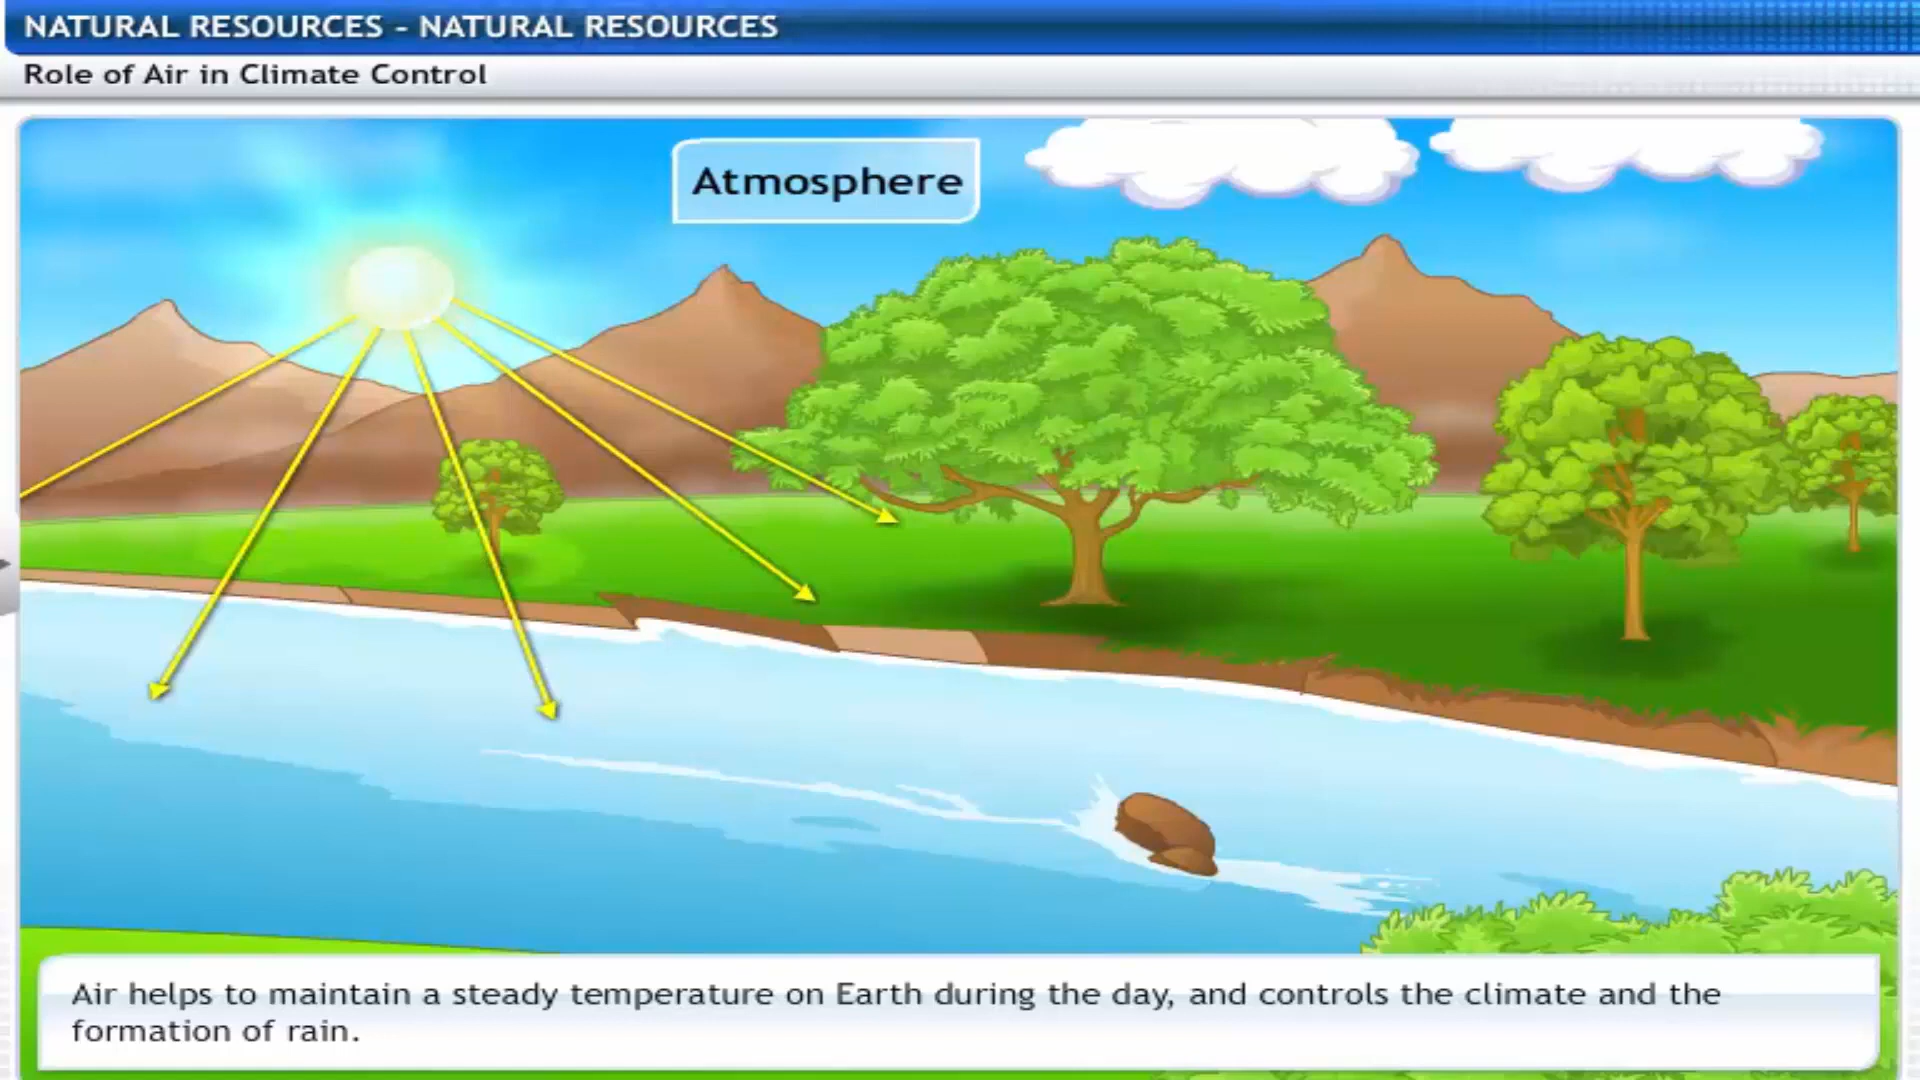 NATURAL RESOURCES - NATURAL RESOURCES
Role of Air in Climate Control
Atmosphere
Air helps to maintain a steady temperature on Earth during the day, and controls the climate and the
formation of rain.